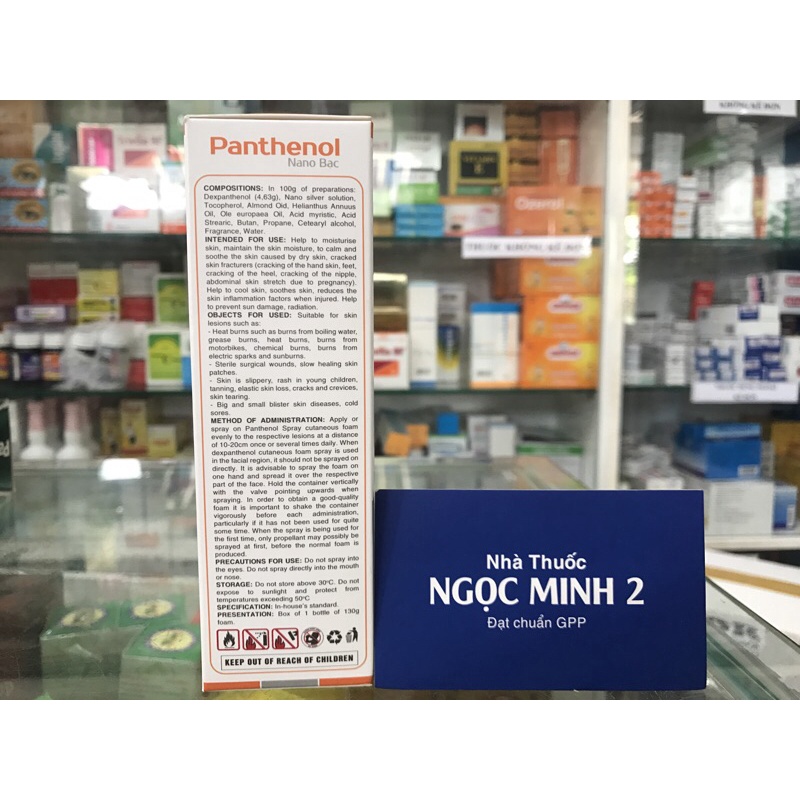 Panthenol
Nano Bac
COMPOSITIONS: In 100g of preparations:
Dexpanthenol (4,63g), Nano silver solution,
Tocopherol, Almond Oid, Helianthus Annuus
Oil, Ole europaea Oil, Acid myristic, Acid
Stearic, Butan, Propane, Cetearyl alcohol,
Fragrance, Water.
INTENDED FOR USE: Help to moisturise
skin, maintain the skin moisture, to calm and
soothe the skin caused by dry skin, cracked
skin fracturers (cracking of the hand skin, feet,
cracking of the heel, cracking of the nipple,
abdominal skin stretch due to pregnancy).
Help to cool skin, soothes skin, reduces the
skin inflammation factors when injured. Help
to prevent sun damage, radiation.
OBJECTS FOR USED: Suitable for skin
lesions such as:
- Heat burns such as burns from boiling water,
grease burns, heat burns, burns from
motorbikes, chemical burns, burns from
electric sparks and sunburns.
- Sterile surgical wounds, slow healing skin
patches.
- Skin is slippery, rash in young children,
tanning, elastic skin loss, cracks and crevices,
skin tearing.
- Big and small blister skin diseases, cold
sores.
METHOD OF ADMINISTRATION: Apply or
spray on Panthenol Spray cutaneous foam
evenly to the respective lesions at a distance
of 10-20cm once or several times daily. When
dexpanthenol cutaneous foam spray is used
in the facial region, it should not be sprayed on
directly. It is advisable to spray the foam on
one hand and spread it over the respective
part of the face. Hold the container vertically
with the valve pointing upwards when
spraying. In order to obtain a good-quality
foam it is important to shake the container
vigorously before each administration,
particularly if it has not been used for quite
some time. When the spray is being used for
the first time, only propellant may possibly be
sprayed at first, before the normal foam is
produced.
PRECAUTIONS FOR USE: Do not spray into
the eyes. Do not spray directly into the mouth
or nose.
STORAGE: Do not store above 30ºC. Do not
expose to sunlight and protect from
temperatures exceeding 50ºC
SPECIFICATION: In-house's standard.
PRESENTATION: Box of 1 bottle of 130g
foam.
KEEP OUT OF REACH OF CHILDREN
Nhà Thuốc
NGỌC MINH 2
Đạt chuẩn GPP